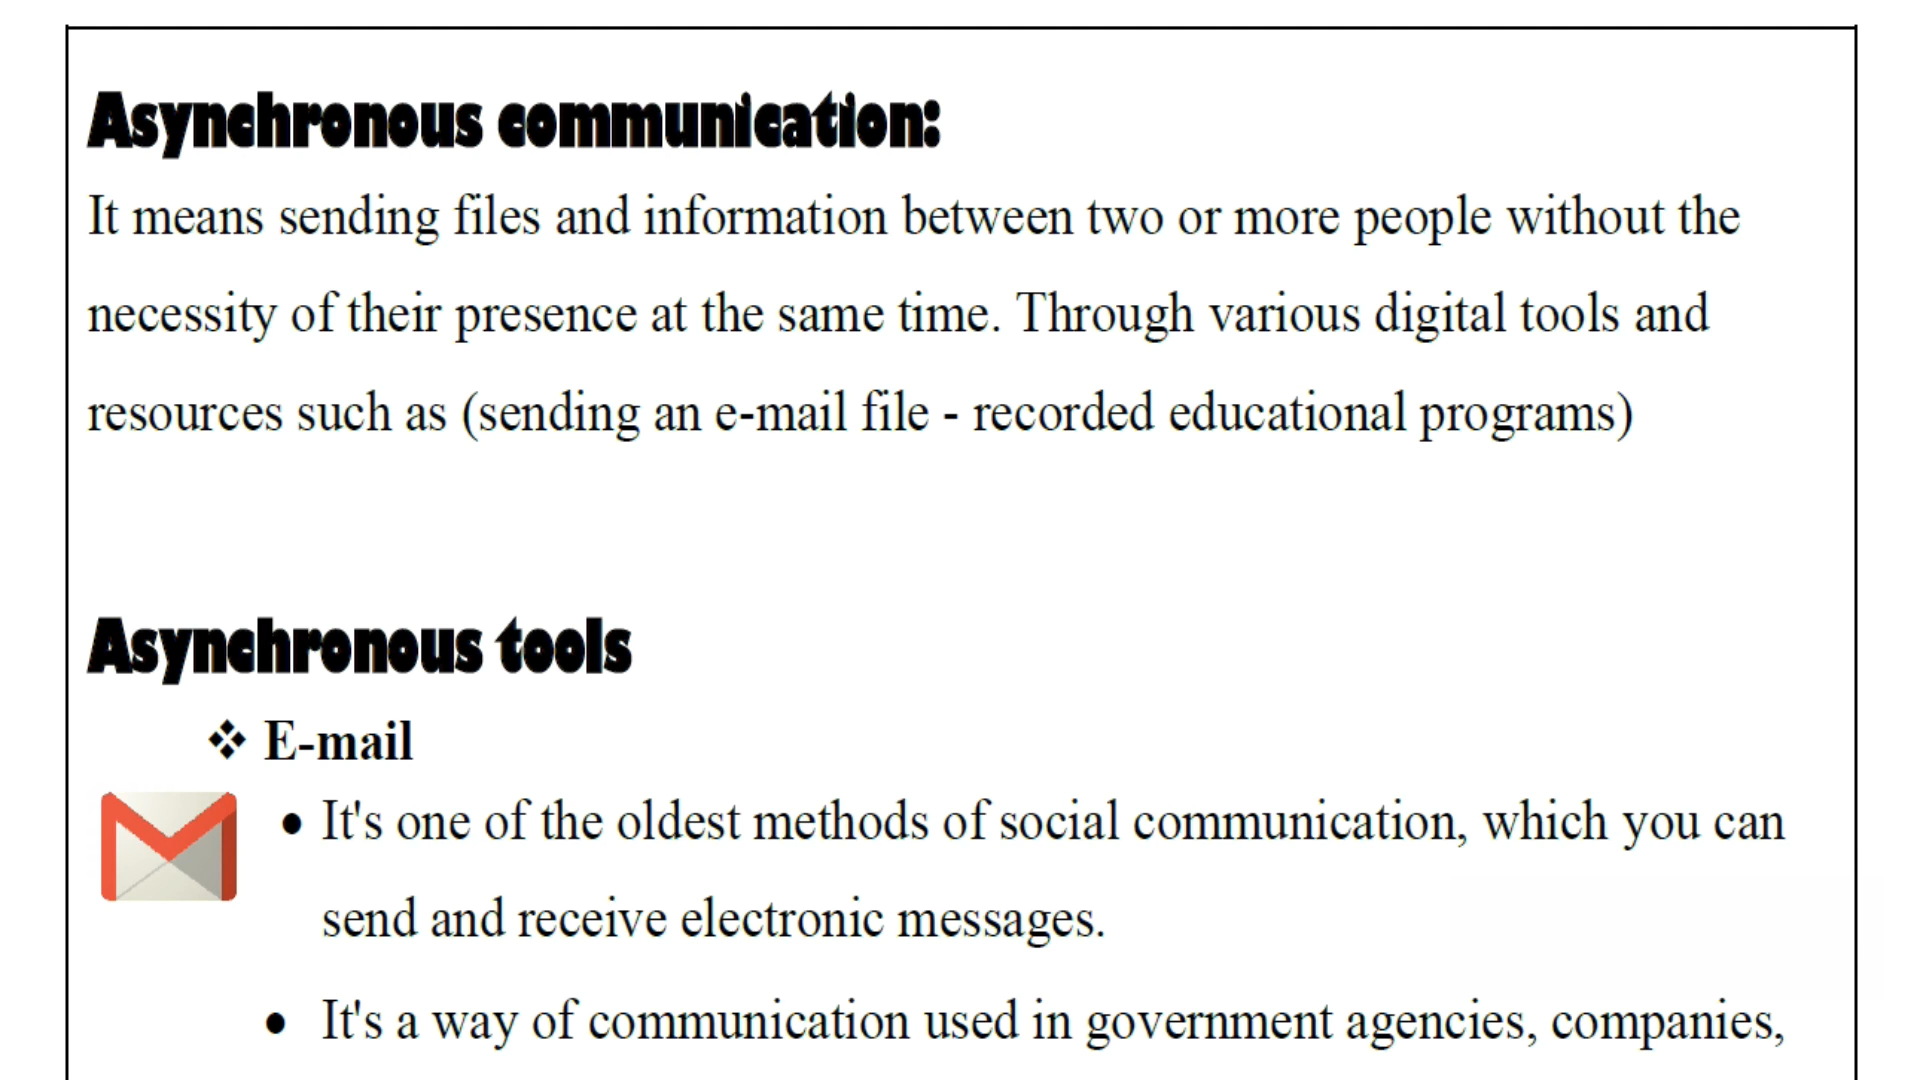 Asynchronous communication:
It means sending files and information between two or more people without the
necessity of their presence at the same time. Through various digital tools and
resources such as (sending an e-mail file - recorded educational programs)
Asynchronous tools
❖ E-mail
• It's one of the oldest methods of social communication, which you can
send and receive electronic messages.
• It's a way of communication used in government agencies, companies,